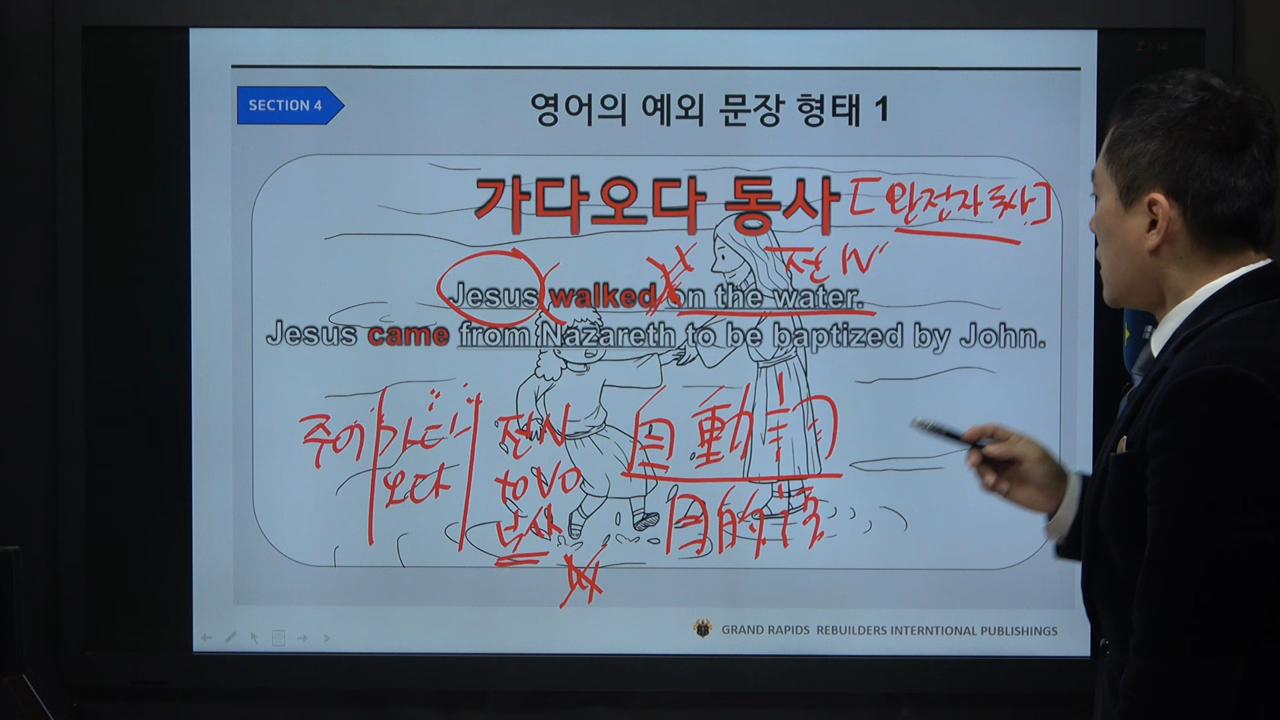 SECTION 4
영어의 예외 문장 형태 1
가다오다 동사 [완전자동사]
전N
Jesus walked on the water.
Jesus came from Nazareth to be baptized by John.
주어 가다 전N 自動詞
오다 to VO
부사 目的語
GRAND RAPIDS REBUILDERS INTERNTIONAL PUBLISHINGS